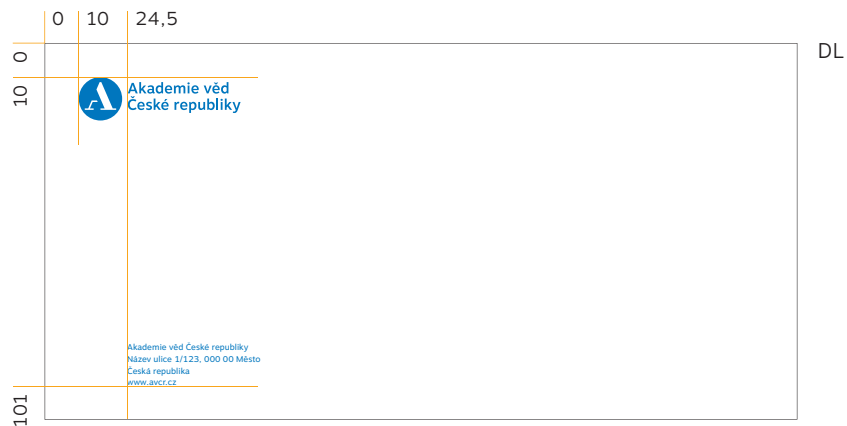 0 10 24,5
DL
0
10
Akademie věd
České republiky
Akademie věd České republiky
Název ulice 1/123, 000 00 Město
Česká republika
www.avcr.cz
101